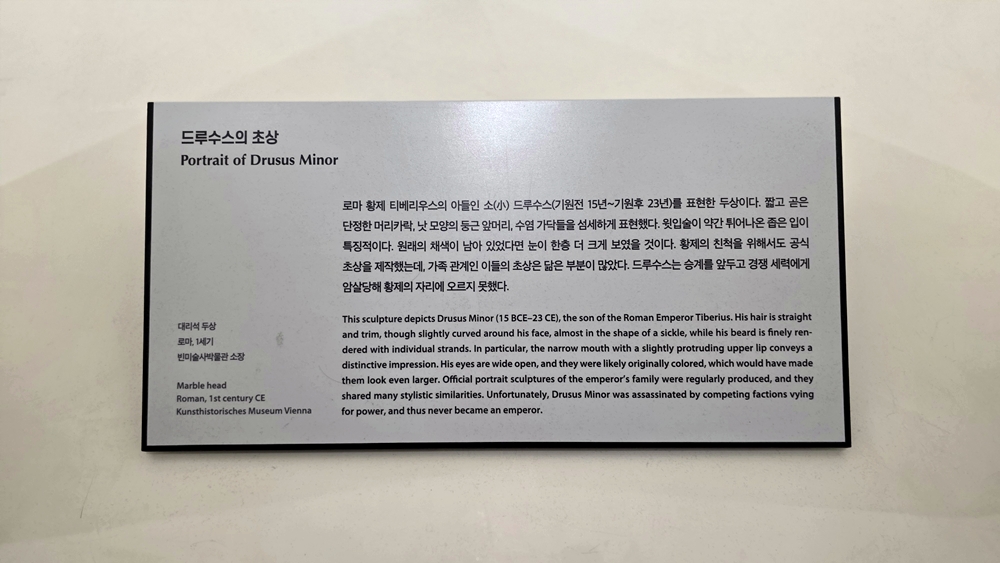 드루수스의 초상
Portrait of Drusus Minor
로마 황제 티베리우스의 아들인 소(小) 드루수스(기원전 15년~기원후 23년)를 표현한 두상이다. 짧고 곧은
단정한 머리카락, 낫 모양의 둥근 앞머리, 수염 가닥들을 섬세하게 표현했다. 윗입술이 약간 튀어나온 좁은 입이
특징적이다. 원래의 채색이 남아 있었다면 눈이 한층 더 크게 보였을 것이다. 황제의 친척을 위해서도 공식
초상을 제작했는데, 가족 관계인 이들의 초상은 닮은 부분이 많았다. 드루수스는 승계를 앞두고 경쟁 세력에게
암살당해 황제의 자리에 오르지 못했다.
대리석 두상
로마, 1세기
빈미술사박물관 소장
Marble head
Roman, 1st century CE
Kunsthistorisches Museum Vienna
This sculpture depicts Drusus Minor (15 BCE–23 CE), the son of the Roman Emperor Tiberius. His hair is straight
and trim, though slightly curved around his face, almost in the shape of a sickle, while his beard is finely ren-
dered with individual strands. In particular, the narrow mouth with a slightly protruding upper lip conveys a
distinctive impression. His eyes are wide open, and they were likely originally colored, which would have made
them look even larger. Official portrait sculptures of the emperor's family were regularly produced, and they
shared many stylistic similarities. Unfortunately, Drusus Minor was assassinated by competing factions vying
for power, and thus never became an emperor.